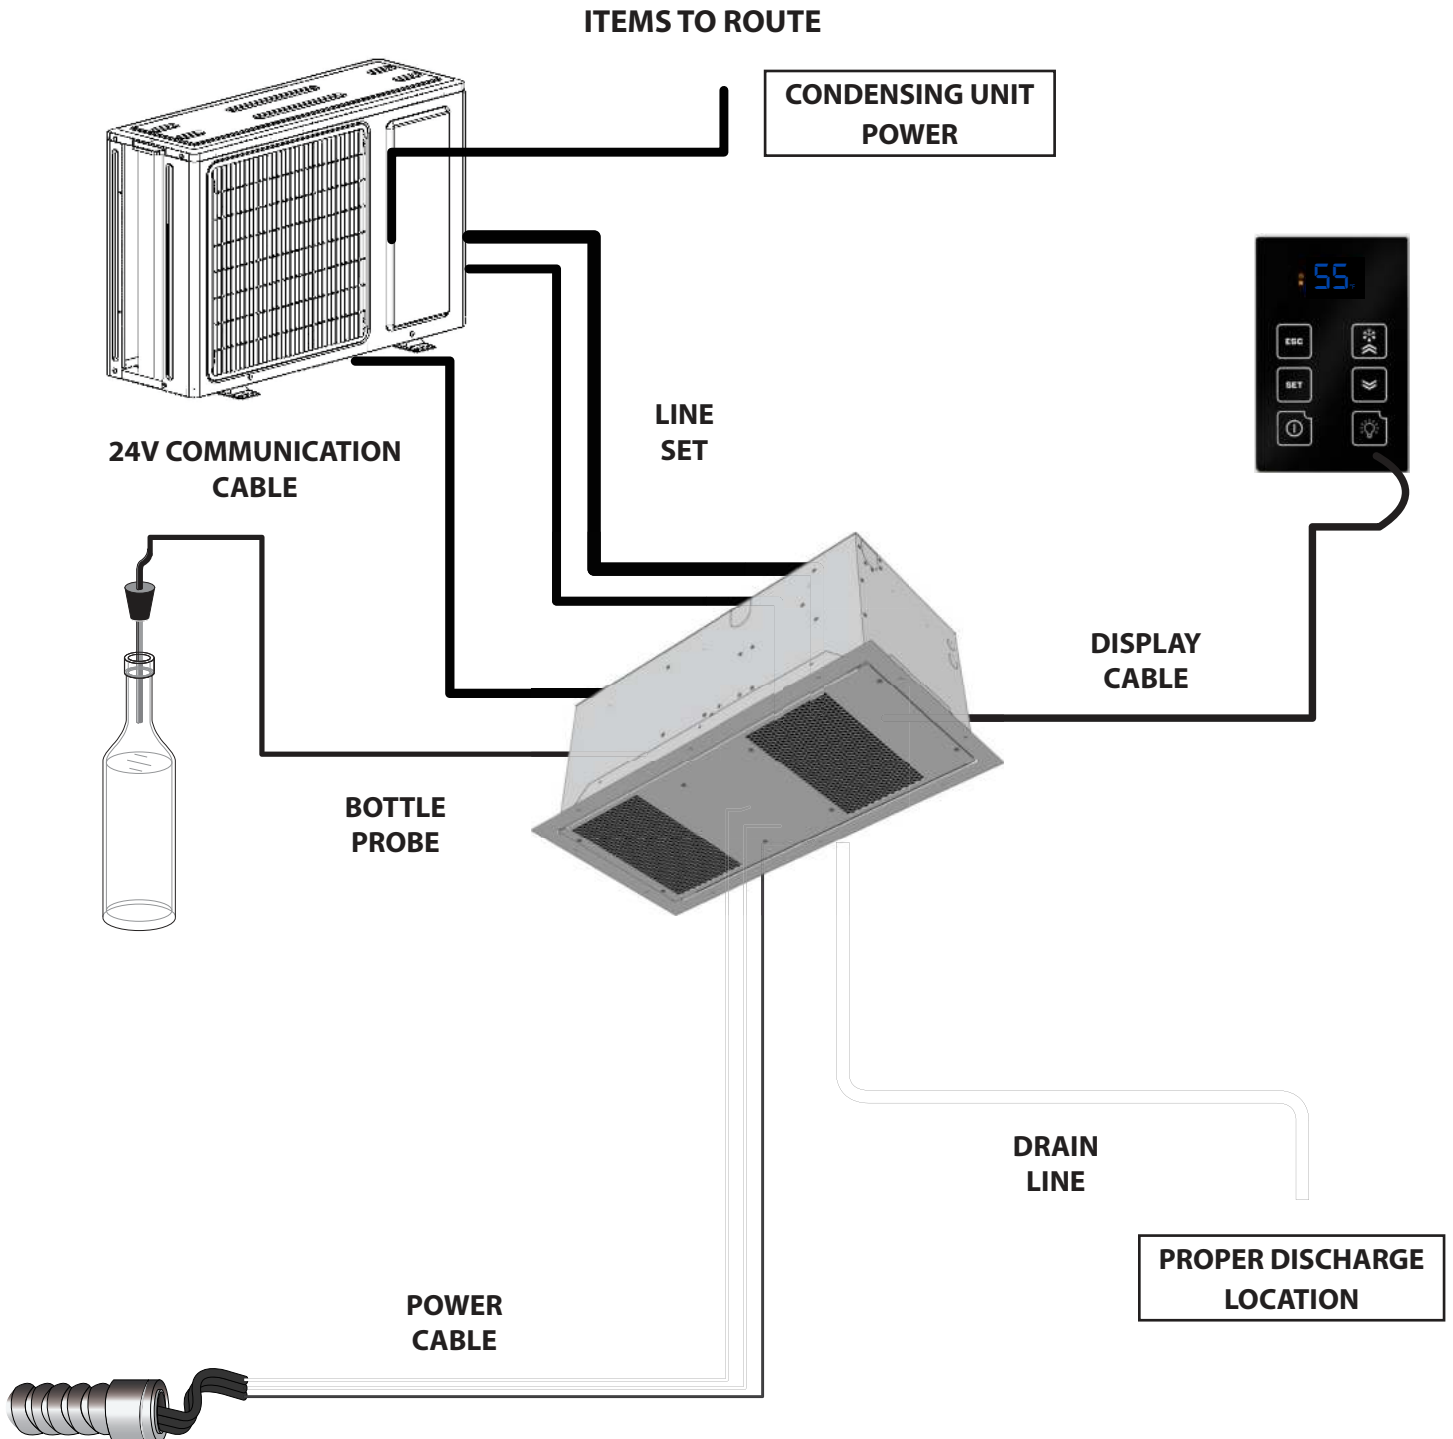 ITEMS TO ROUTE
CONDENSING UNIT
POWER
55
ESC
SET
LINE
SET
24V COMMUNICATION
CABLE
DISPLAY
CABLE
BOTTLE
PROBE
DRAIN
LINE
PROPER DISCHARGE
LOCATION
POWER
CABLE